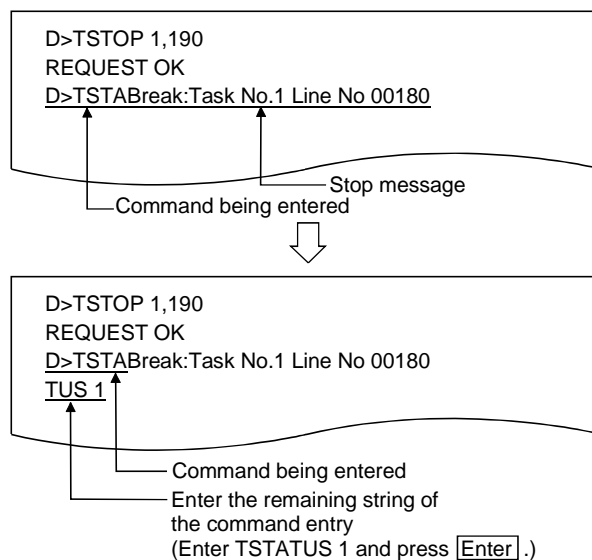 D>TSTOP 1,190
REQUEST OK
D>TSTABreak:Task No.1 Line No 00180
Stop message
Command being entered
D>TSTOP 1,190
REQUEST OK
D>TSTABreak:Task No.1 Line No 00180
TUS 1
Command being entered
Enter the remaining string of
the command entry
(Enter TSTATUS 1 and press Enter .)